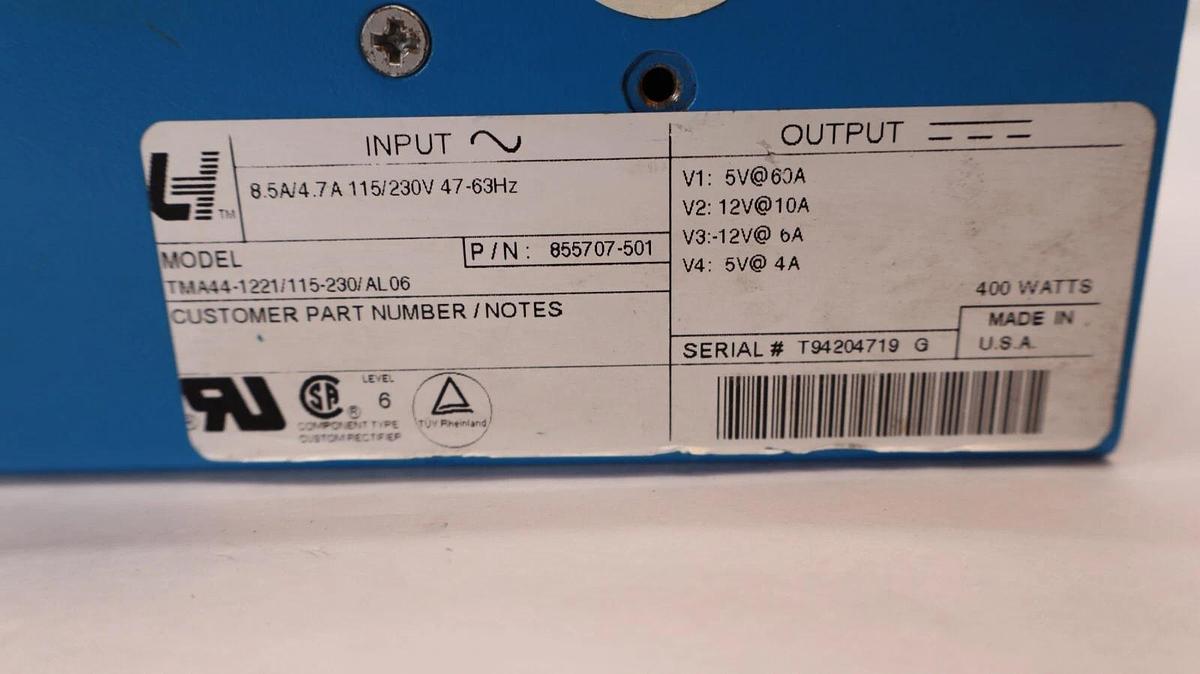 INPUT
8.5A/4.7A 115/230V 47-63Hz
TM
P/N: 855707-501
MODEL
TMA44-1221/115-230/AL06
CUSTOMER PART NUMBER / NOTES
OUTPUT
V1: 5V@60A
V2: 12V@10A
V3:-12V@ 6A
V4: 5V@ 4A
400 WATTS
MADE IN
U.S.A.
SERIAL # T94204719 G
RU ®
SA ®
LEVEL
6
COMPONENT TYPE
CUSTOM RECTIFIER
TÜV Rheinland